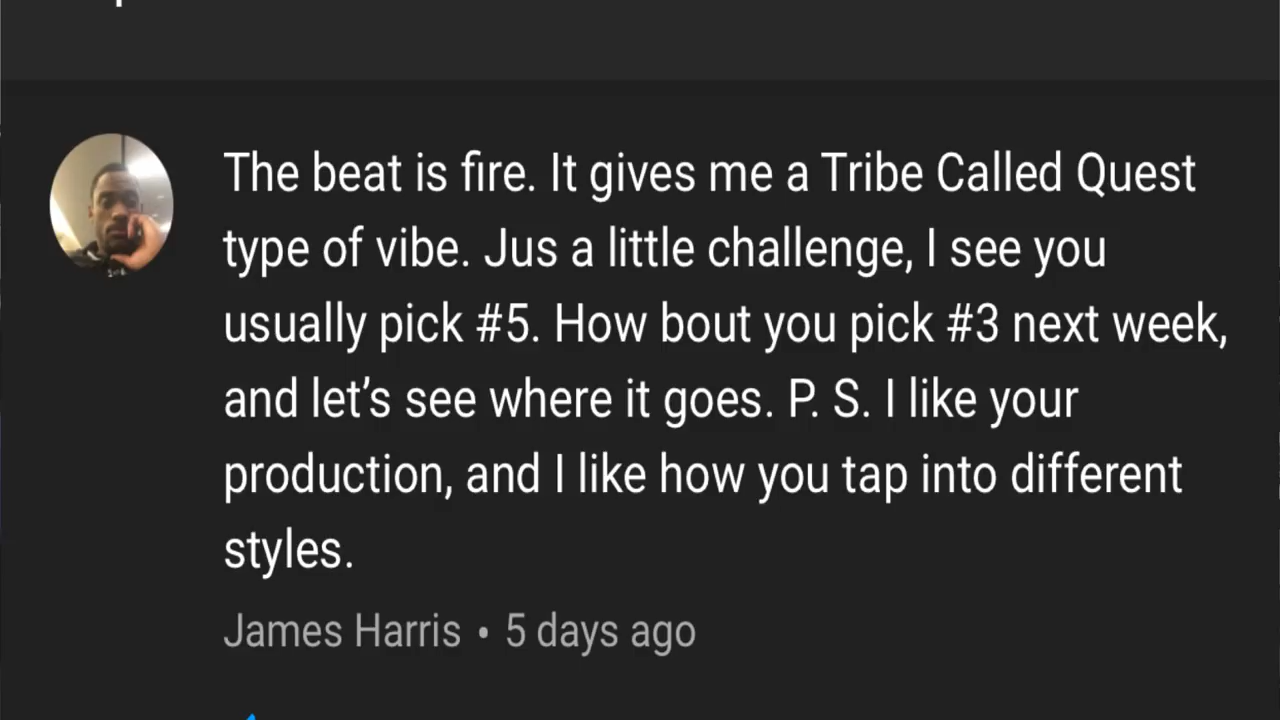 The beat is fire. It gives me a Tribe Called Quest
type of vibe. Jus a little challenge, I see you
usually pick #5. How bout you pick #3 next week,
and let’s see where it goes. P. S. I like your
production, and I like how you tap into different
styles.
James Harris • 5 days ago